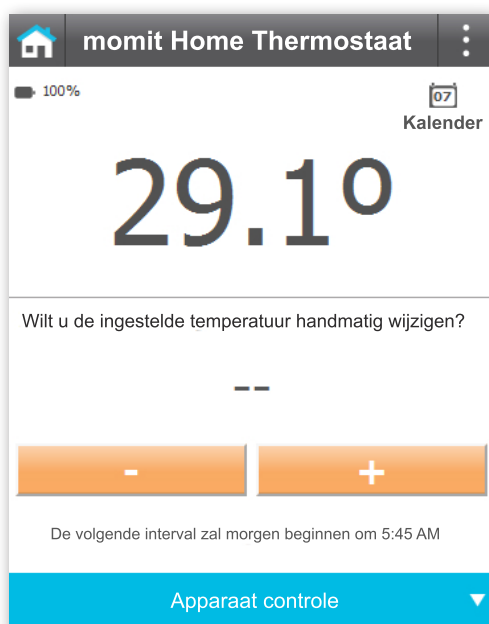 momit Home Thermostaat
100%
07
Kalender
29.1º
Wilt u de ingestelde temperatuur handmatig wijzigen?
--
- +
De volgende interval zal morgen beginnen om 5:45 AM
Apparaat controle